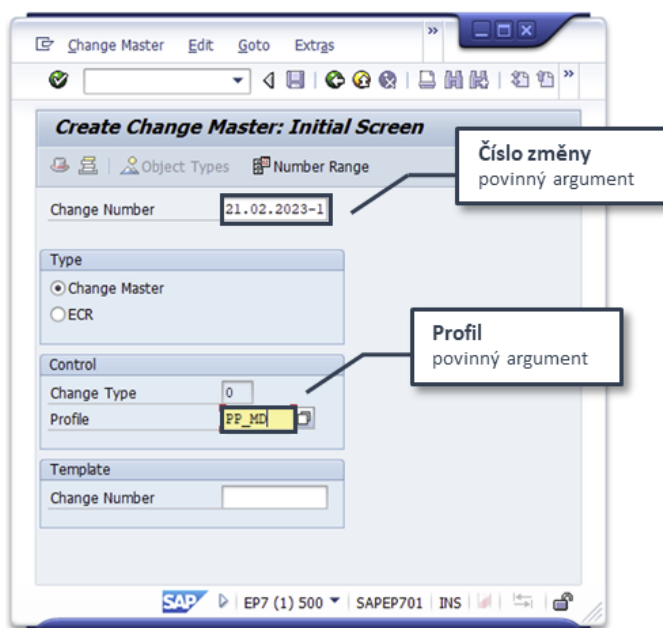 Change Master Edit Goto Extras
»
»
Create Change Master: Initial Screen
Object Types Number Range
Číslo změny
povinný argument
Change Number 21.02.2023-1
Type
Change Master
ECR
Profil
povinný argument
Control
Change Type 0
Profile PP_MD
Template
Change Number
SAP EP7 (1) 500 SAPEP701 INS